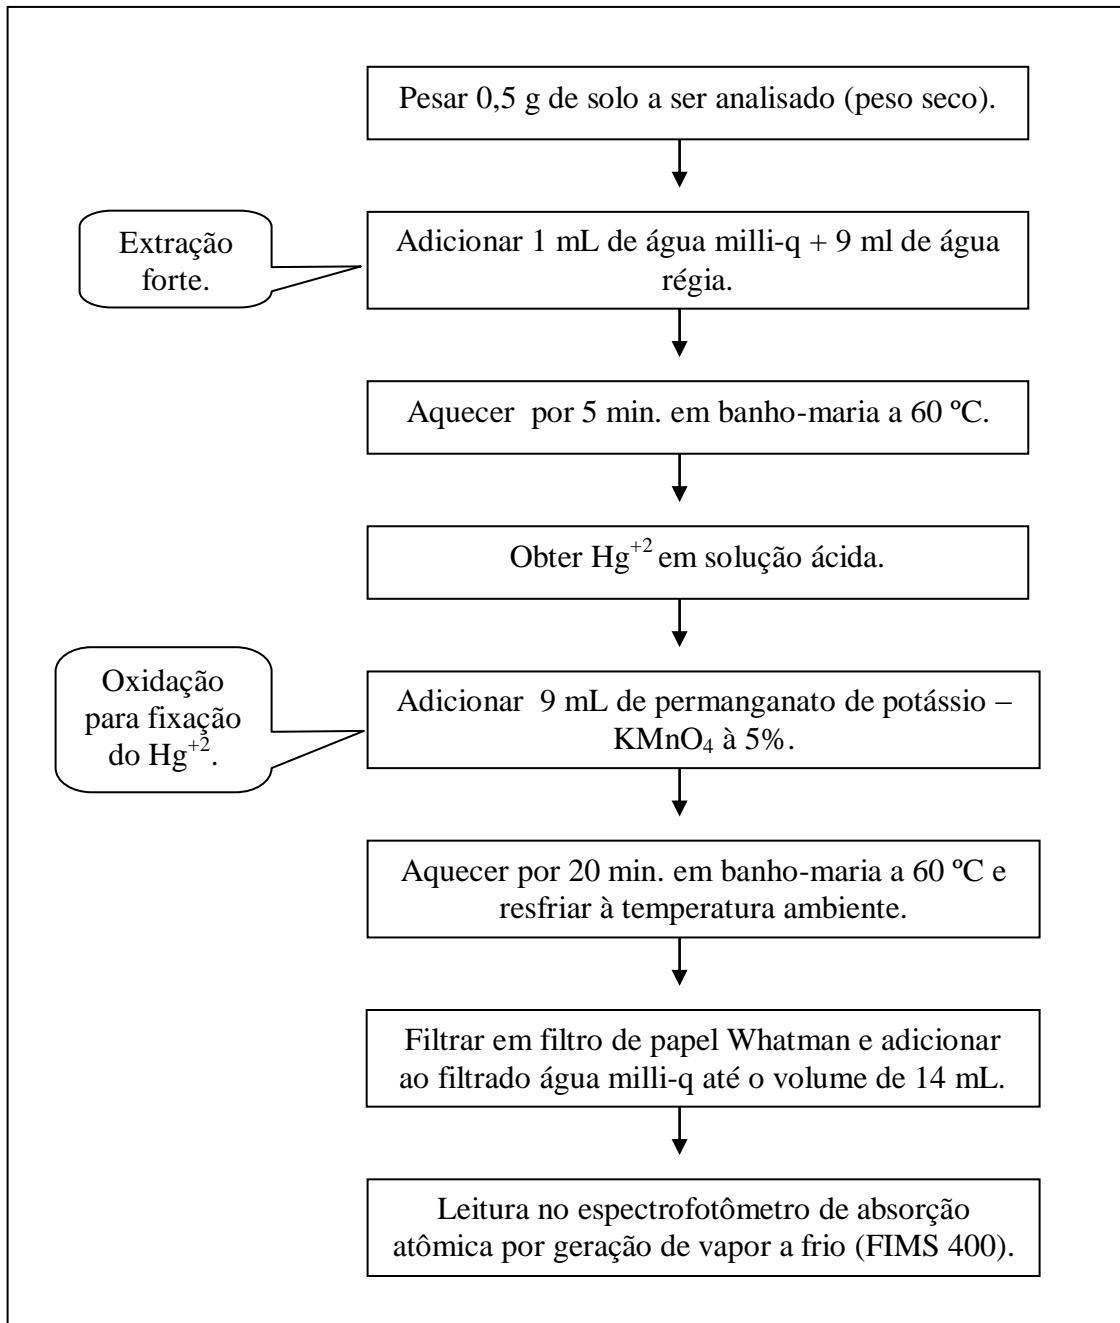 Pesar 0,5 g de solo a ser analisado (peso seco).
Extração
forte.
Adicionar 1 mL de água milli-q + 9 ml de água
régia.
Aquecer  por 5 min. em banho-maria a 60 ºC.
Obter Hg⁺² em solução ácida.
Oxidação
para fixação
do Hg⁺².
Adicionar  9 mL de permanganato de potássio –
KMnO₄ à 5%.
Aquecer por 20 min. em banho-maria a 60 ºC e
resfriar à temperatura ambiente.
Filtrar em filtro de papel Whatman e adicionar
ao filtrado água milli-q até o volume de 14 mL.
Leitura no espectrofotômetro de absorção
atômica por geração de vapor a frio (FIMS 400).